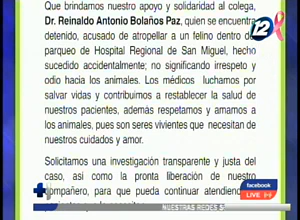 Que brindamos nuestro apoyo y solidaridad al colega,
Dr. Reinaldo Antonio Bolaños Paz, quien se encuentra
detenido, acusado de atropellar a un felino dentro de
parqueo de Hospital Regional de San Miguel, hecho
sucedido accidentalmente; no significando irrespeto y
odio hacia los animales. Los médicos luchamos por
salvar vidas y contribuimos a restablecer la salud de
nuestros pacientes, además respetamos y amamos a
los animales, pues son seres vivientes que necesitan de
nuestros cuidados y amor.
Solicitamos una investigación transparente y justa del
caso, así como la pronta liberación de nuestro
compañero, para que pueda continuar atendien
12
facebook
LIVE
NUESTRAS REDES S